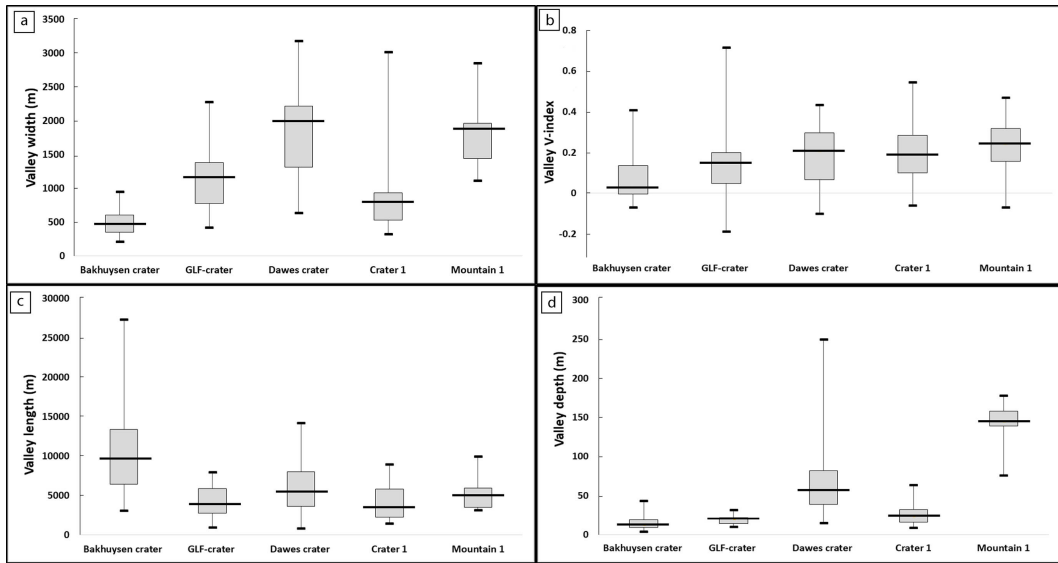 a
Valley width (m)
3500
3000
2500
2000
1500
1000
500
0
Bakhuysen crater GLF-crater Dawes crater Crater 1 Mountain 1
b
Valley V-index
0.8
0.6
0.4
0.2
0
-0.2
Bakhuysen crater GLF-crater Dawes crater Crater 1 Mountain 1
c
Valley length (m)
30000
25000
20000
15000
10000
5000
0
Bakhuysen crater GLF-crater Dawes crater Crater 1 Mountain 1
d
Valley depth (m)
300
250
200
150
100
50
0
Bakhuysen crater GLF-crater Dawes crater Crater 1 Mountain 1